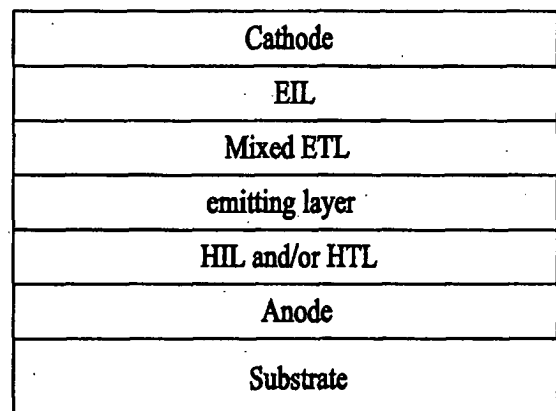 Cathode
EIL
Mixed ETL
emitting layer
HIL and/or HTL
Anode
Substrate